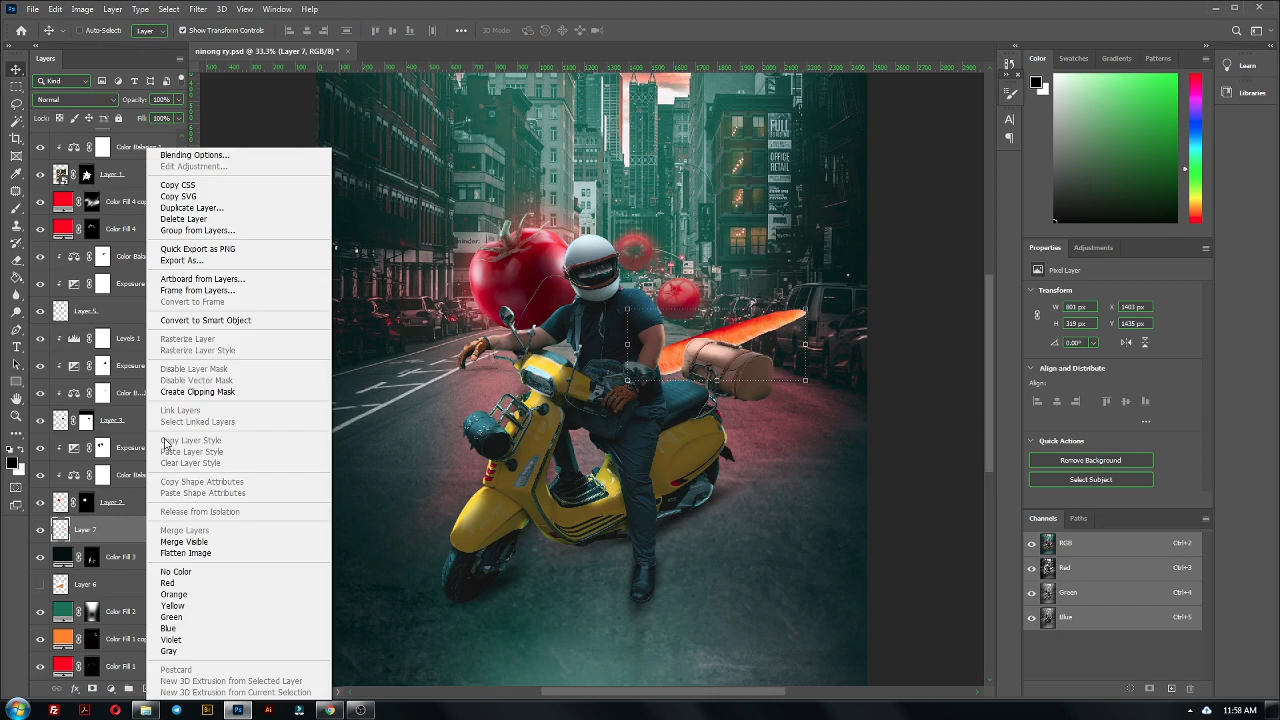 Ps File Edit Image Layer Type Select Filter 3D View Window Help
Auto-Select: Layer Show Transform Controls 3D Mode:
ninong ry.psd @ 33.3% (Layer 7, RGB/8) *
Layers
Kind
Normal Opacity: 100%
Lock: Fill: 100%
Color Balance 1
Layer 1
Color Fill 4 copy
Color Fill 4
Color Bala
Exposure
Layer 5
Levels 1
Exposure
Color B...
Layer 3
Exposure
Color Bala
Layer 2
Layer 7
Color Fill 3
Layer 6
Color Fill 2
Color Fill 1 cop
Color Fill 1
Blending Options...
Edit Adjustment...
Copy CSS
Copy SVG
Duplicate Layer...
Delete Layer
Group from Layers...
Quick Export as PNG
Export As...
Artboard from Layers...
Frame from Layers...
Convert to Frame
Convert to Smart Object
Rasterize Layer
Rasterize Layer Style
Disable Layer Mask
Disable Vector Mask
Create Clipping Mask
Link Layers
Select Linked Layers
Copy Layer Style
Paste Layer Style
Clear Layer Style
Copy Shape Attributes
Paste Shape Attributes
Release from Isolation
Merge Layers
Merge Visible
Flatten Image
No Color
Red
Orange
Yellow
Green
Blue
Violet
Gray
Postcard
New 3D Extrusion from Selected Layer
New 3D Extrusion from Current Selection
FULL
BUILDING
OFFICE
RETAIL
Color Swatches Gradients Patterns
Learn
Libraries
Properties Adjustments
Pixel Layer
Transform
W 801 px X 1403 px
H 319 px Y 1435 px
0.00°
Align and Distribute
Align:
Quick Actions
Remove Background
Select Subject
Channels Paths
RGB Ctrl+2
Red Ctrl+3
Green Ctrl+4
Blue Ctrl+5
11:58 AM